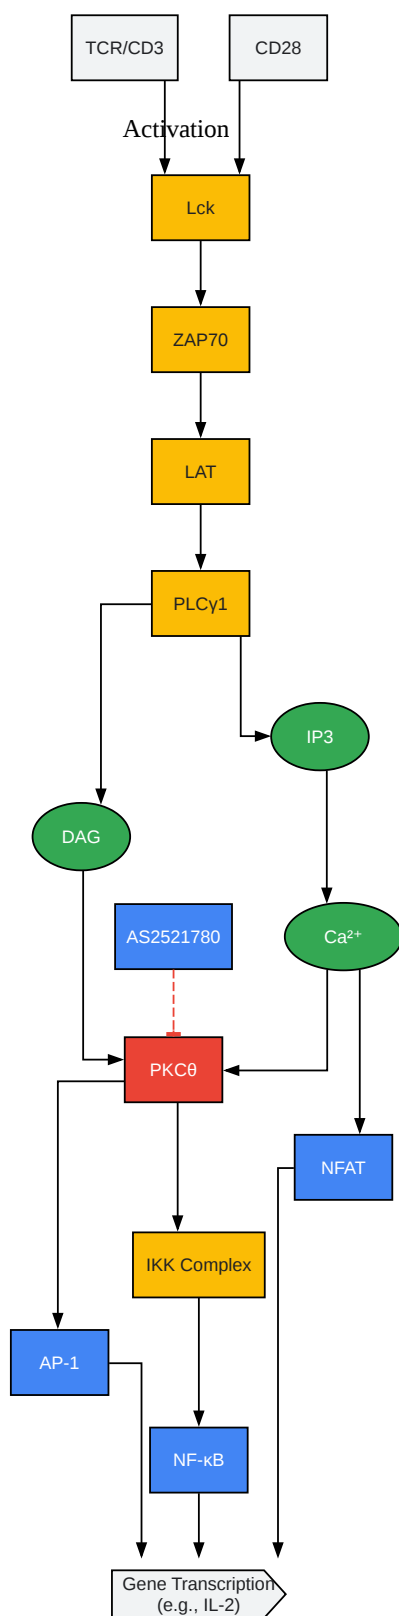 TCR/CD3
CD28
Activation
Lck
ZAP70
LAT
PLCγ1
IP3
DAG
AS2521780
Ca²⁺
PKCθ
NFAT
IKK Complex
AP-1
NF-κB
Gene Transcription
(e.g., IL-2)